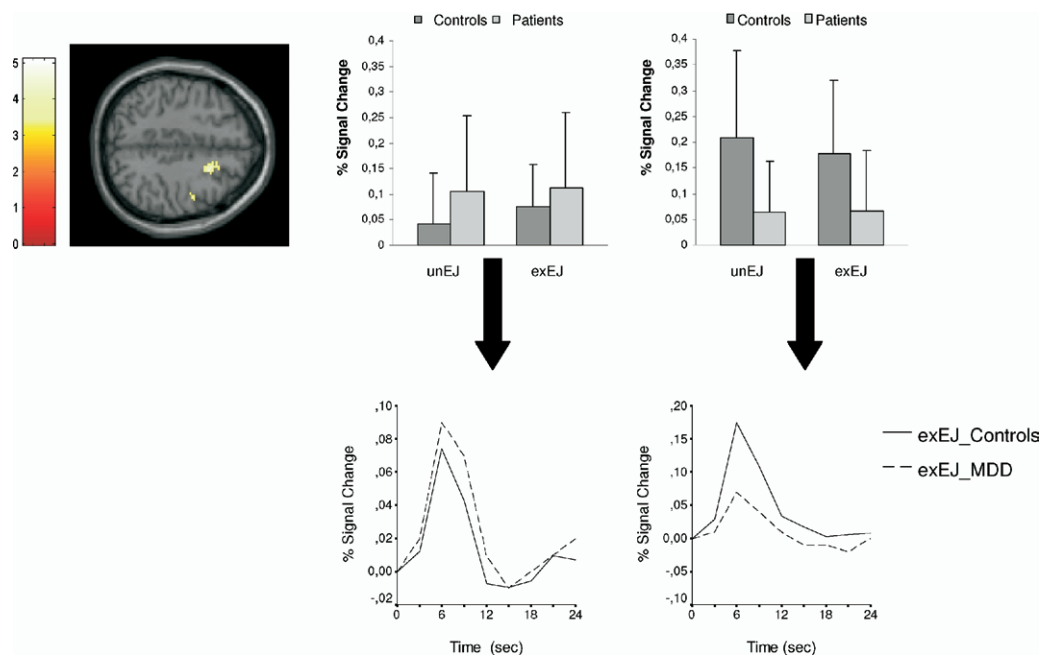 Controls Patients
Controls Patients
5
4
3
2
1
0
% Signal Change
0,4
0,35
0,3
0,25
0,2
0,15
0,1
0,05
0
unEJ exEJ
% Signal Change
0,4
0,35
0,3
0,25
0,2
0,15
0,1
0,05
0
unEJ exEJ
% Signal Change
,10
,08
,06
,04
,02
0,00
-,02
0 6 12 18 24
Time (sec)
% Signal Change
,20
,15
,10
,05
0,00
-,05
-,10
0 6 12 18 24
Time (sec)
exEJ_Controls
exEJ_MDD